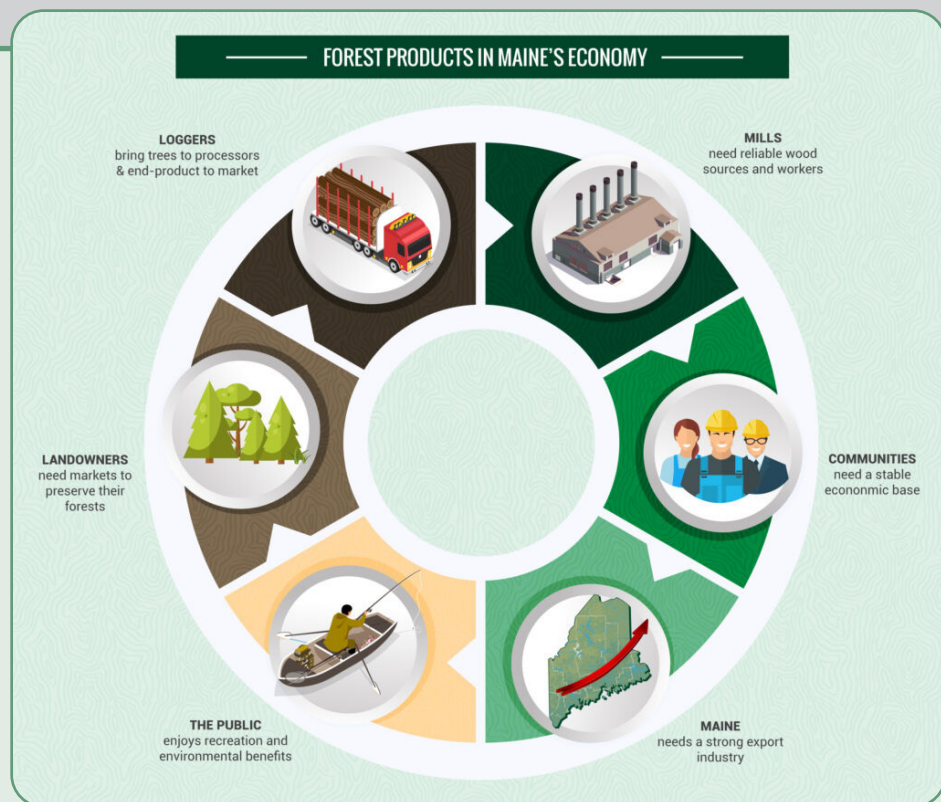 FOREST PRODUCTS IN MAINE'S ECONOMY
LOGGERS
bring trees to processors
& end-product to market
MILLS
need reliable wood
sources and workers
LANDOWNERS
need markets to
preserve their
forests
COMMUNITIES
need a stable
econonmic base
THE PUBLIC
enjoys recreation and
environmental benefits
MAINE
needs a strong export
industry